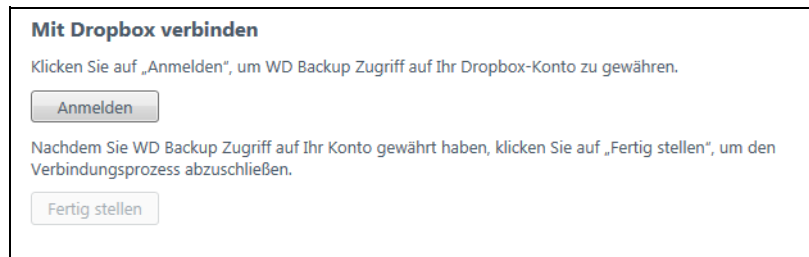 Mit Dropbox verbinden
Klicken Sie auf „Anmelden“, um WD Backup Zugriff auf Ihr Dropbox-Konto zu gewähren.
Anmelden
Nachdem Sie WD Backup Zugriff auf Ihr Konto gewährt haben, klicken Sie auf „Fertig stellen“, um den
Verbindungsprozess abzuschließen.
Fertig stellen